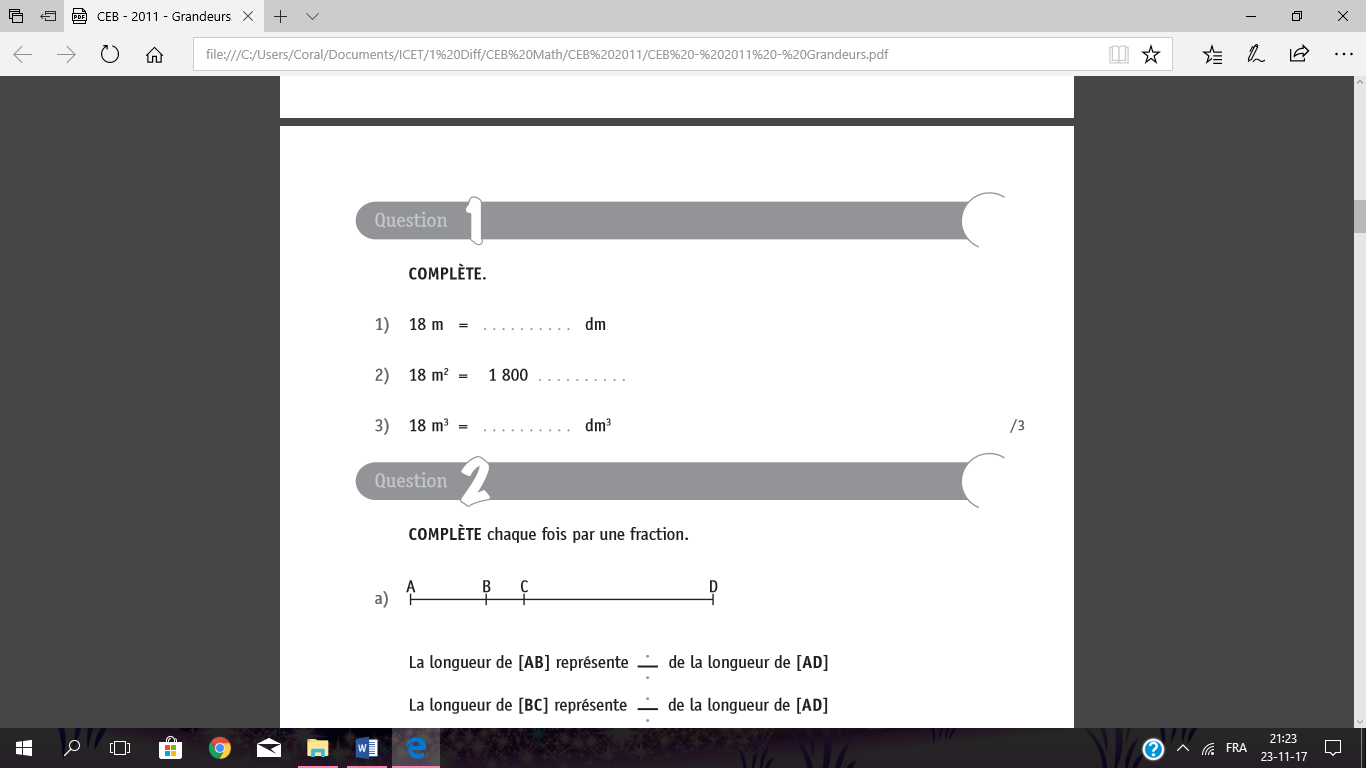 CEB - 2011 - Grandeurs
file:///C:/Users/Coral/Documents/ICET/1%20Diff/CEB%20Math/CEB%202011/CEB%20-%202011%20-%20Grandeurs.pdf
Question 1
COMPLÈTE.
1) 18 m = . . . . . . . . . . dm
2) 18 m² = 1 800 . . . . . . . . . .
3) 18 m³ = . . . . . . . . . . dm³ /3
Question 2
COMPLÈTE chaque fois par une fraction.
A B C D
a)
La longueur de [AB] représente — de la longueur de [AD]
La longueur de [BC] représente — de la longueur de [AD]
FRA
21:23
23-11-17